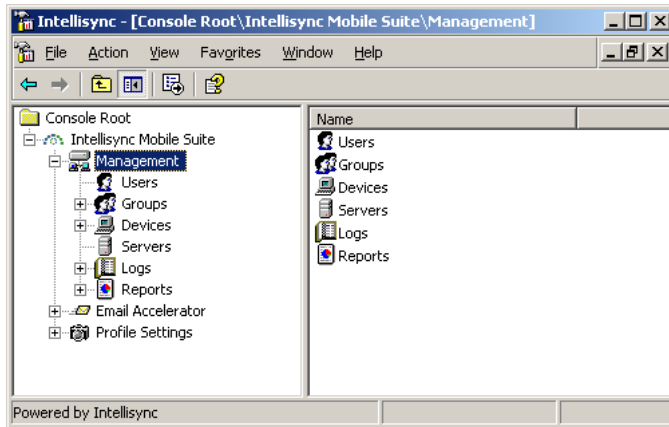 Intellisync - [Console Root\Intellisync Mobile Suite\Management]
File Action View Favorites Window Help
Console Root
Intellisync Mobile Suite
Management
Users
Groups
Devices
Servers
Logs
Reports
Email Accelerator
Profile Settings
Name
Users
Groups
Devices
Servers
Logs
Reports
Powered by Intellisync